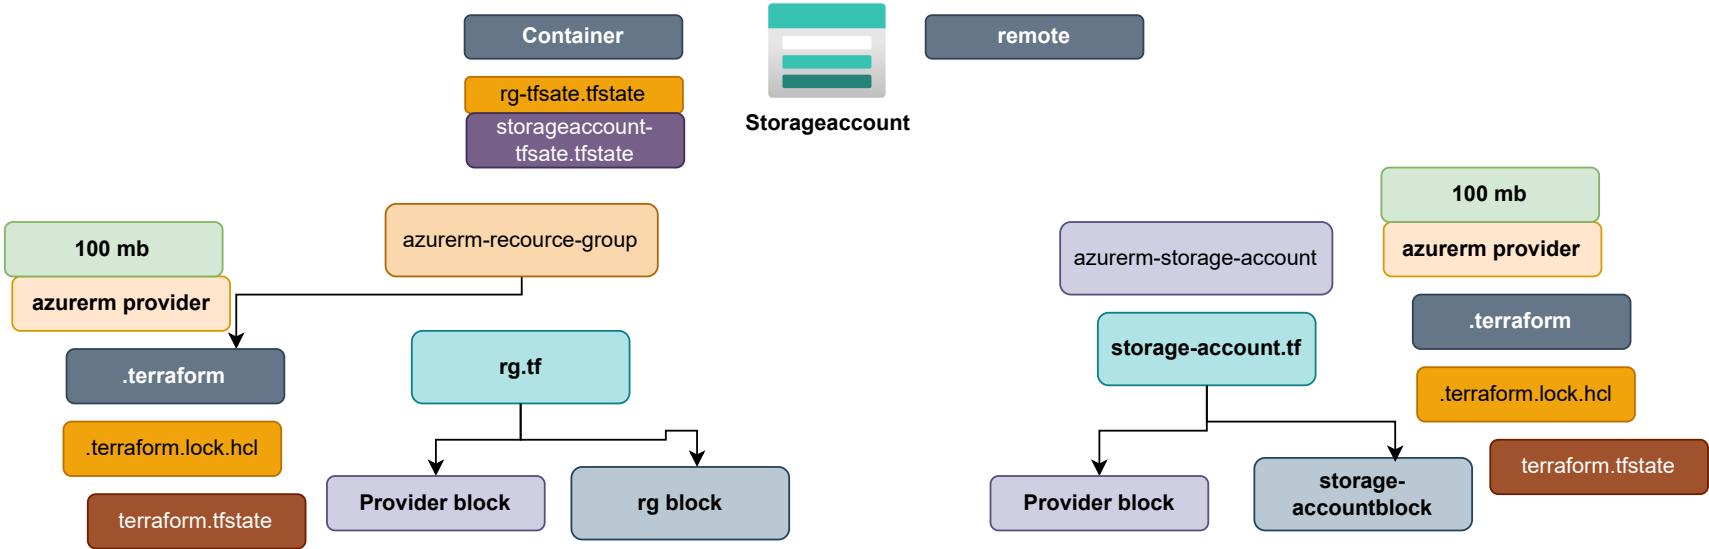 Container
remote
rg-tfsate.tfstate
storageaccount-
tfsate.tfstate
Storageaccount
100 mb
azurerm provider
azurerm-recource-group
.terraform
.terraform.lock.hcl
terraform.tfstate
rg.tf
Provider block
rg block
azurerm-storage-account
storage-account.tf
Provider block
storage-
accountblock
100 mb
azurerm provider
.terraform
.terraform.lock.hcl
terraform.tfstate